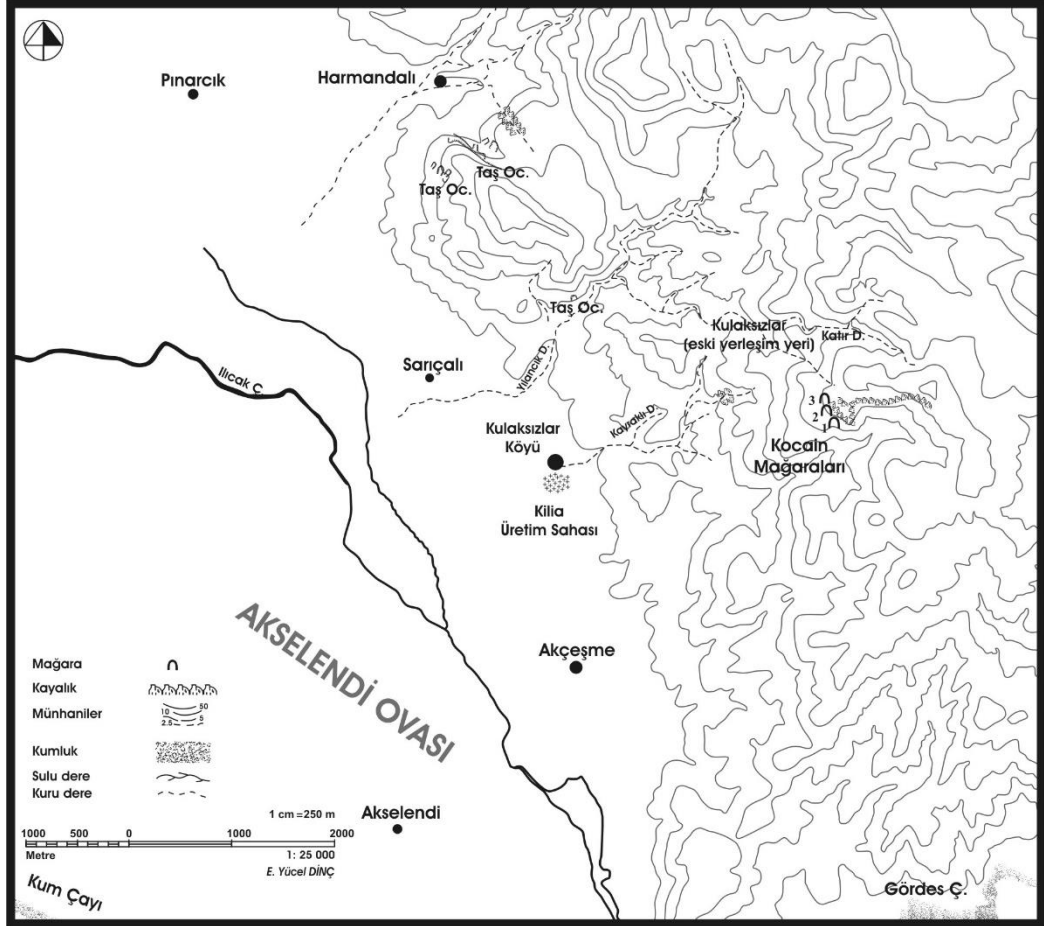 Pınarcık
Harmandalı
Taş Oc.
Taş Oc.
Taş Oc.
Kulaksızlar
(eski yerleşim yeri)
Katır D.
Ilıcak Ç.
Sarıçalı
Yılancık D.
3
2
1
Kulaksızlar
Köyü
Kayraklı D.
Kocain
Mağaraları
Kilia
Üretim Sahası
AKSELENDİ OVASI
Akçeşme
Mağara
Kayalık
Münhaniler
10 50
2.5 5
Kumluk
Sulu dere
Kuru dere
1 cm =250 m
Akselendi
1000 500 0 1000 2000
Metre
1: 25 000
E. Yücel DİNÇ
Kum Çayı
Gördes Ç.